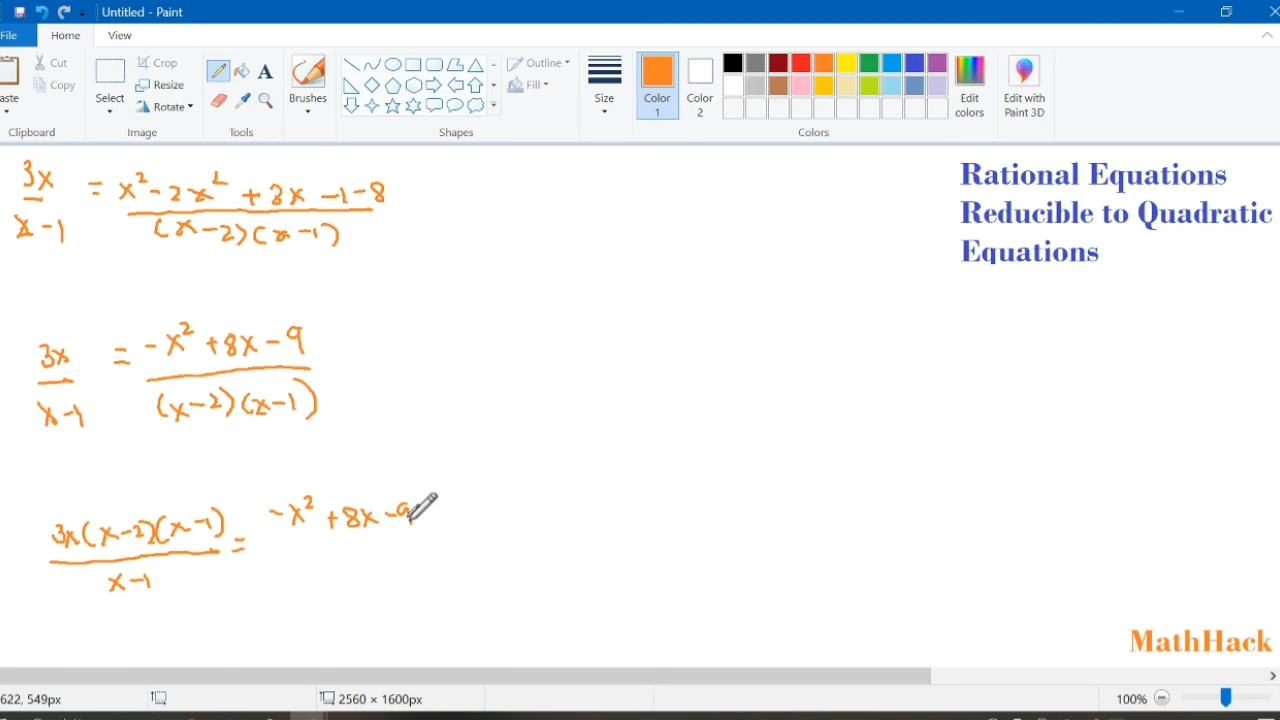 Untitled - Paint
File Home View
Cut
Copy
Select
Crop
Resize
Rotate
A
Brushes
Outline
Fill
Size
Color 1
Color 2
Edit colors
Edit with Paint 3D
Clipboard Image Tools Shapes Colors
3x = x² - 2x² + 3x - 1 - 8
x - 1 (x - 2)(x - 1)
Rational Equations
Reducible to Quadratic
Equations
3x = -x² + 8x - 9
x - 1 (x - 2)(x - 1)
3x(x - 2)(x - 1) = -x² + 8x - 9
x - 1
MathHack
622, 549px 2560 × 1600px 100%